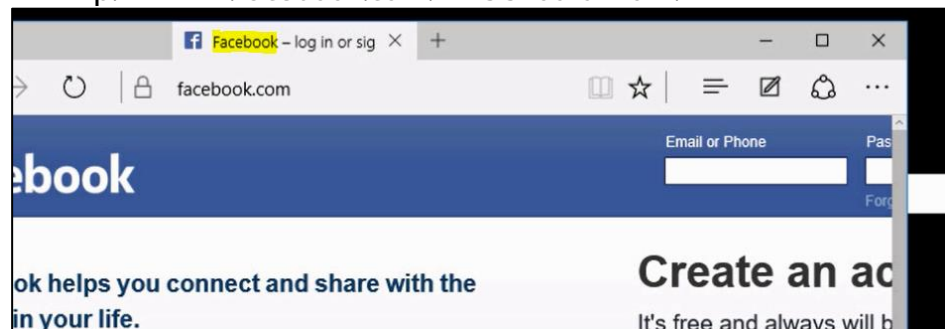 Facebook – log in or sig
facebook.com
Email or Phone
Pas
ebook
Forg
ok helps you connect and share with the
in your life.
Create an ac
It's free and always will b